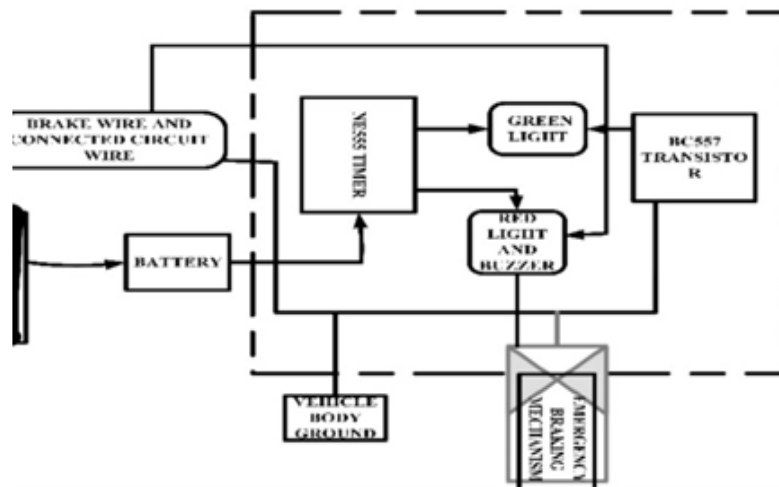 BRAKE WIRE AND
CONNECTED CIRCUIT
WIRE
NE555 TIMER
GREEN
LIGHT
BC557
TRANSISTO
R
RED
LIGHT AND
BUZZER
BATTERY
VEHICLE
BODY
GROUND
EMERGENCY
BRAKING
MECHANISM